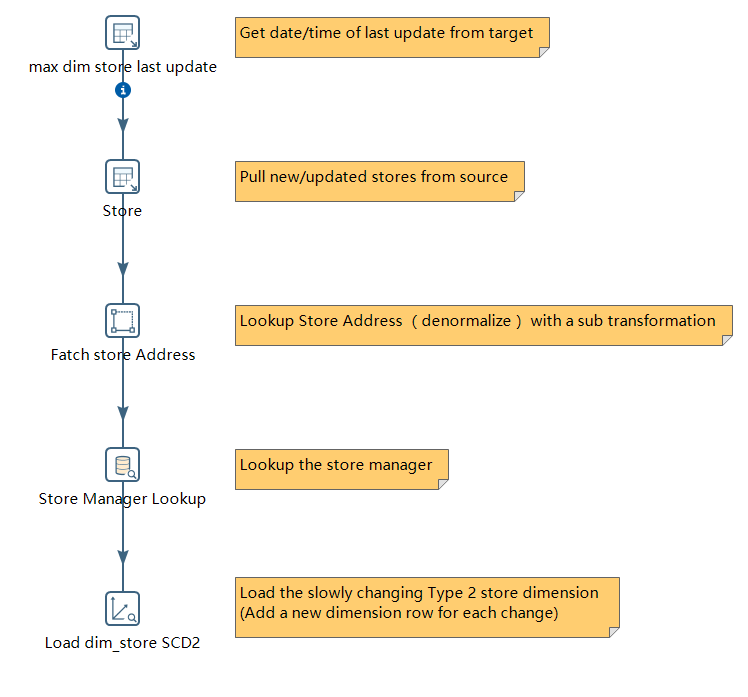 Get date/time of last update from target
max dim store last update
Pull new/updated stores from source
Store
Lookup Store Address （denormalize） with a sub transformation
Fatch store Address
Lookup the store manager
Store Manager Lookup
Load the slowly changing Type 2 store dimension
(Add a new dimension row for each change)
Load dim_store SCD2